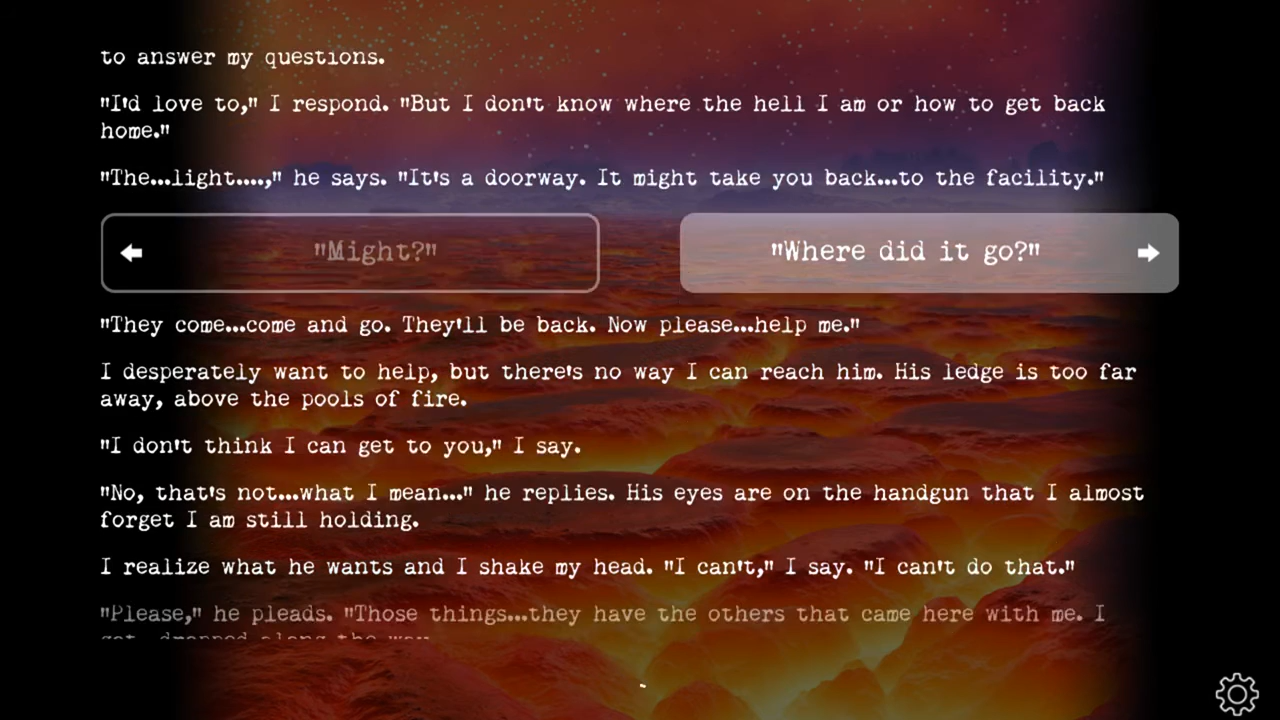 to answer my questions.
"I'd love to," I respond. "But I don't know where the hell I am or how to get back
home."
"The...light....," he says. "It's a doorway. It might take you back...to the facility."
"Might?"
"Where did it go?"
"They come...come and go. They'll be back. Now please...help me."
I desperately want to help, but there's no way I can reach him. His ledge is too far
away, above the pools of fire.
"I don't think I can get to you," I say.
"No, that's not...what I mean..." he replies. His eyes are on the handgun that I almost
forget I am still holding.
I realize what he wants and I shake my head. "I can't," I say. "I can't do that."
"Please," he pleads. "Those things...they have the others that came here with me. I
got, dropped along the way